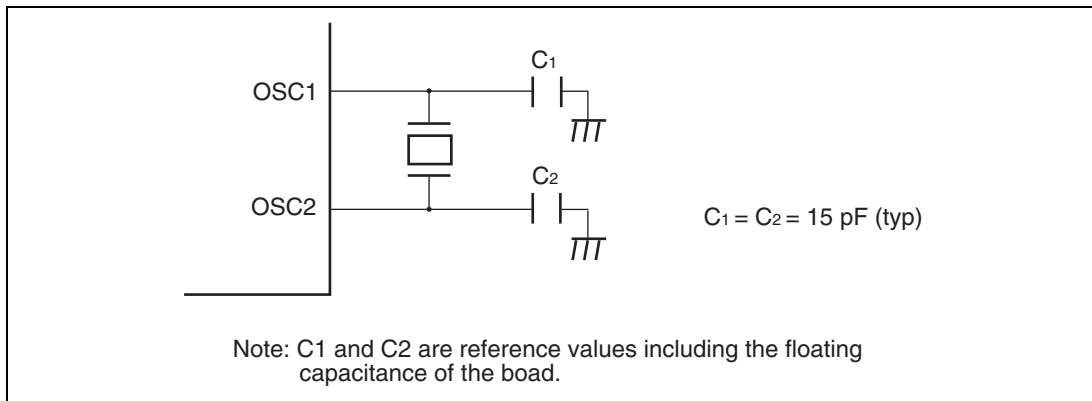 C1
OSC1
C2
OSC2
C1 = C2 = 15 pF (typ)
Note: C1 and C2 are reference values including the floating
capacitance of the boad.